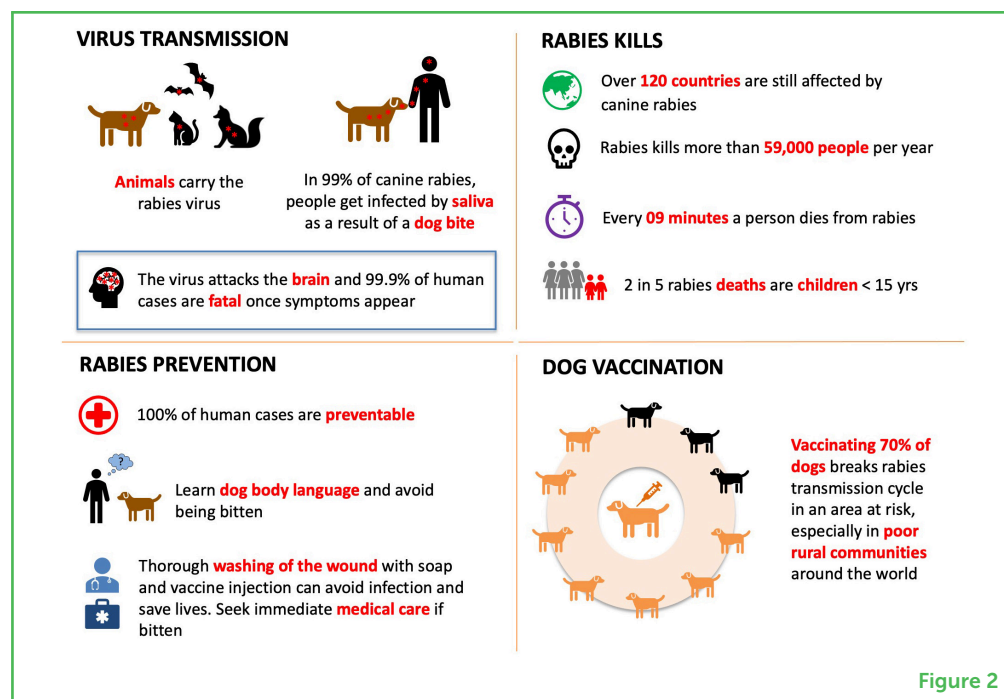 VIRUS TRANSMISSION
Animals carry the
rabies virus
In 99% of canine rabies,
people get infected by saliva
as a result of a dog bite
The virus attacks the brain and 99.9% of human
cases are fatal once symptoms appear
RABIES KILLS
Over 120 countries are still affected by
canine rabies
Rabies kills more than 59,000 people per year
Every 09 minutes a person dies from rabies
2 in 5 rabies deaths are children < 15 yrs
RABIES PREVENTION
100% of human cases are preventable
?
Learn dog body language and avoid
being bitten
Thorough washing of the wound with soap
and vaccine injection can avoid infection and
save lives. Seek immediate medical care if
bitten
DOG VACCINATION
Vaccinating 70% of
dogs breaks rabies
transmission cycle
in an area at risk,
especially in poor
rural communities
around the world
Figure 2